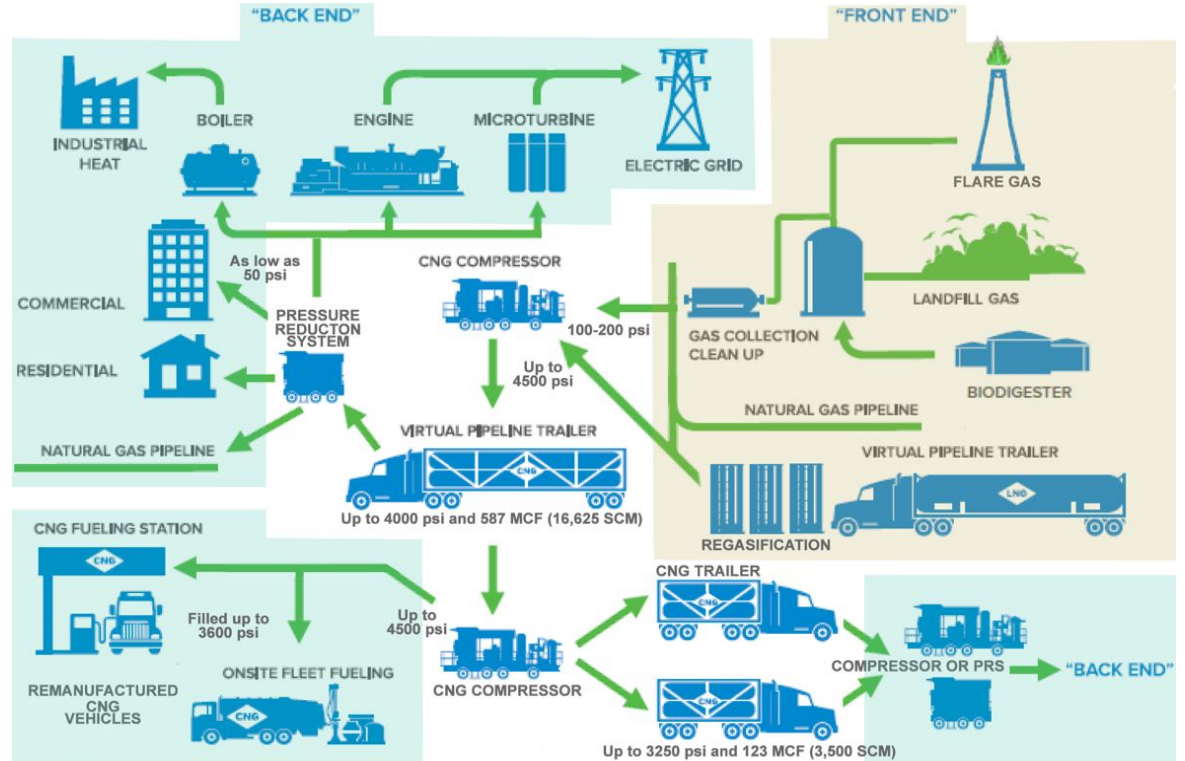 “BACK END”
“FRONT END”
BOILER
ENGINE
MICROTURBINE
INDUSTRIAL
HEAT
ELECTRIC GRID
FLARE GAS
As low as
50 psi
COMMERCIAL
PRESSURE
REDUCTON
SYSTEM
RESIDENTIAL
NATURAL GAS PIPELINE
CNG COMPRESSOR
100-200 psi
Up to
4500 psi
GAS COLLECTION
CLEAN UP
LANDFILL GAS
BIODIGESTER
NATURAL GAS PIPELINE
VIRTUAL PIPELINE TRAILER
CNG
Up to 4000 psi and 587 MCF (16,625 SCM)
VIRTUAL PIPELINE TRAILER
LNG
REGASIFICATION
CNG FUELING STATION
CNG
Filled up to
3600 psi
Up to
4500 psi
ONSITE FLEET FUELING
REMANUFACTURED
CNG
VEHICLES
CNG
CNG COMPRESSOR
CNG TRAILER
CNG
CNG
Up to 3250 psi and 123 MCF (3,500 SCM)
COMPRESSOR OR PRS
“BACK END”